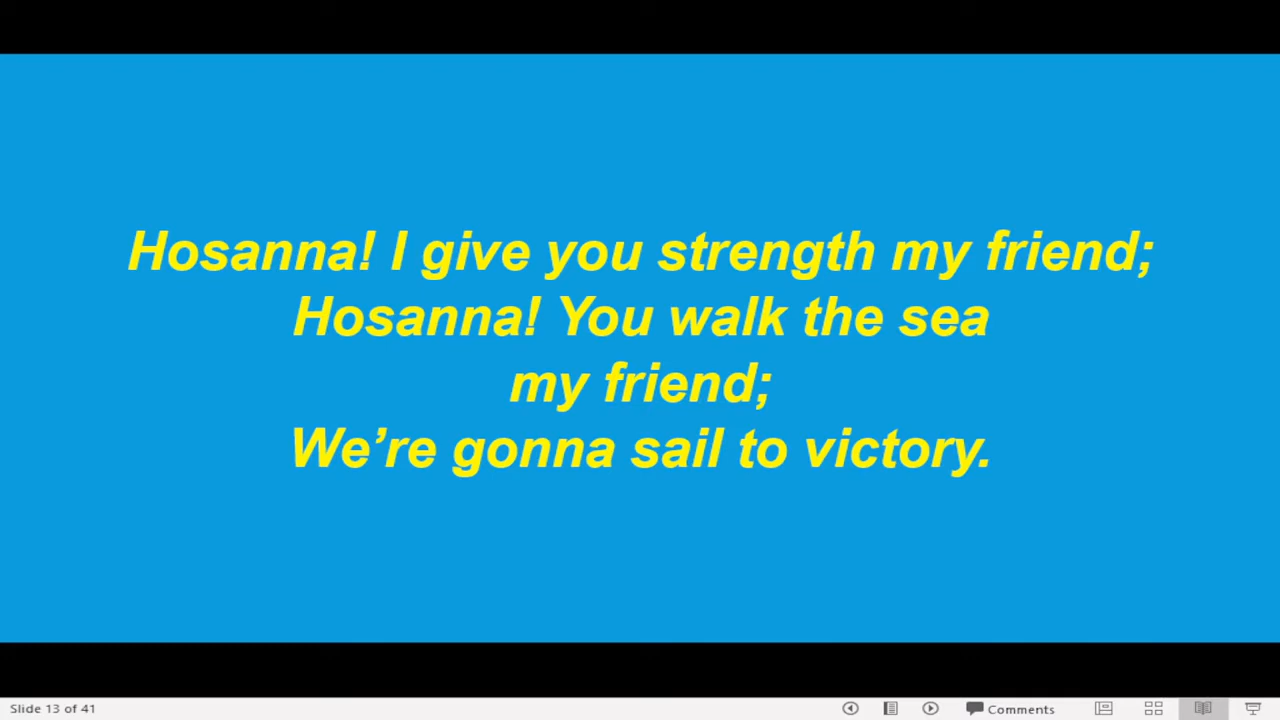 Hosanna! I give you strength my friend;
Hosanna! You walk the sea
my friend;
We’re gonna sail to victory.
Slide 13 of 41
Comments